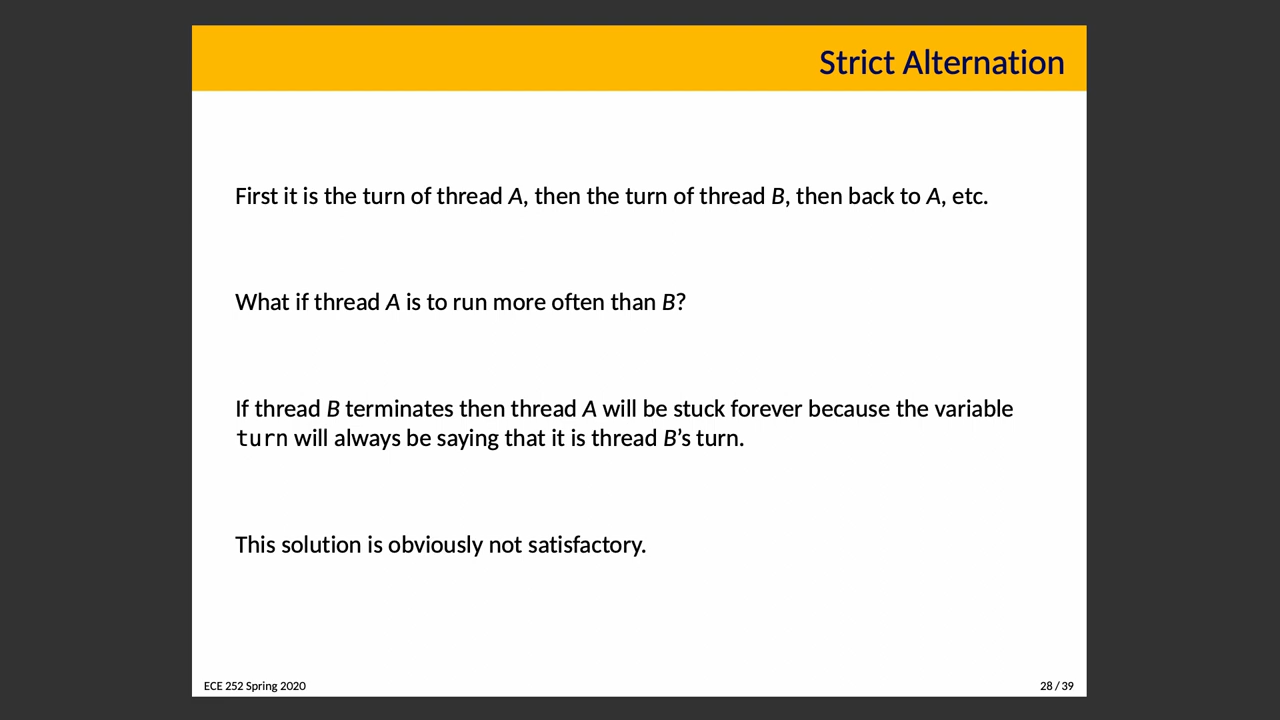 Strict Alternation
First it is the turn of thread A, then the turn of thread B, then back to A, etc.
What if thread A is to run more often than B?
If thread B terminates then thread A will be stuck forever because the variable
turn will always be saying that it is thread B’s turn.
This solution is obviously not satisfactory.
ECE 252 Spring 2020
28 / 39